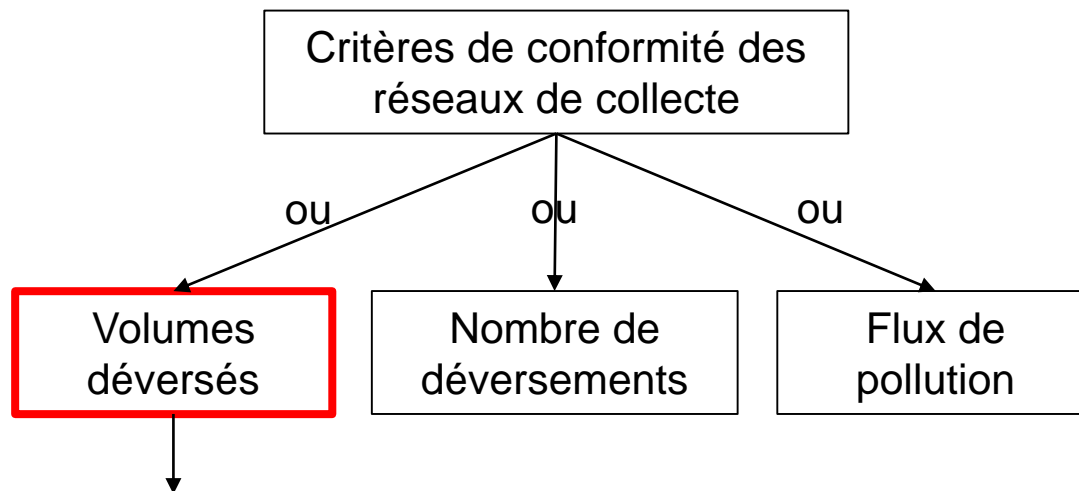 Critères de conformité des
réseaux de collecte
ou
ou
ou
Volumes
déversés
Nombre de
déversements
Flux de
pollution